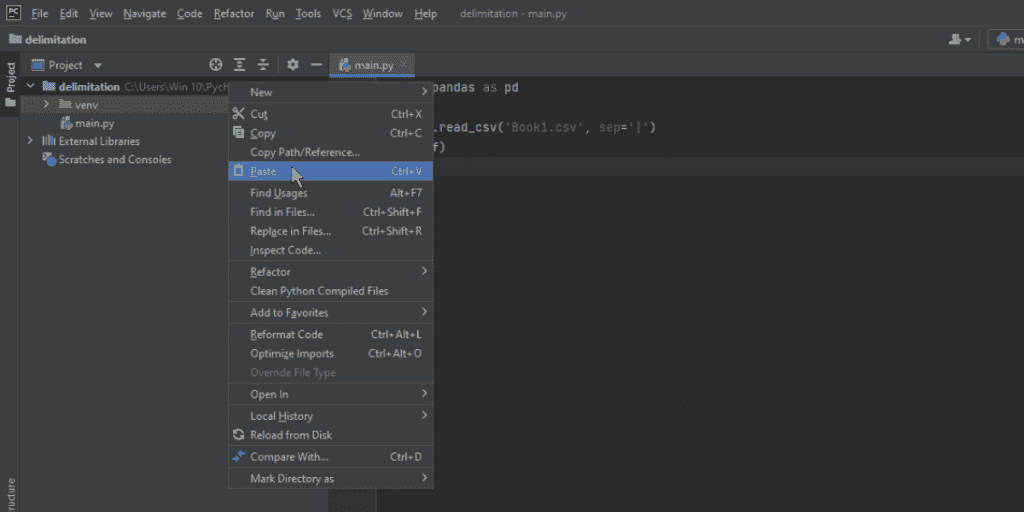 PC File Edit View Navigate Code Refactor Run Tools VCS Window Help delimitation - main.py
delimitation m
Project Project main.py
delimitation C:\Users\Win 10\Pych
venv
main.py
External Libraries
Scratches and Consoles
New
Cut Ctrl+X
Copy Ctrl+C
Copy Path/Reference...
Paste Ctrl+V
Find Usages Alt+F7
Find in Files... Ctrl+Shift+F
Replace in Files... Ctrl+Shift+R
Inspect Code...
Refactor
Clean Python Compiled Files
Add to Favorites
Reformat Code Ctrl+Alt+L
Optimize Imports Ctrl+Alt+O
Override File Type
Open In
Local History
Reload from Disk
Compare With... Ctrl+D
Mark Directory as
pandas as pd
.read_csv('Book1.csv', sep='|')
f)
ructure